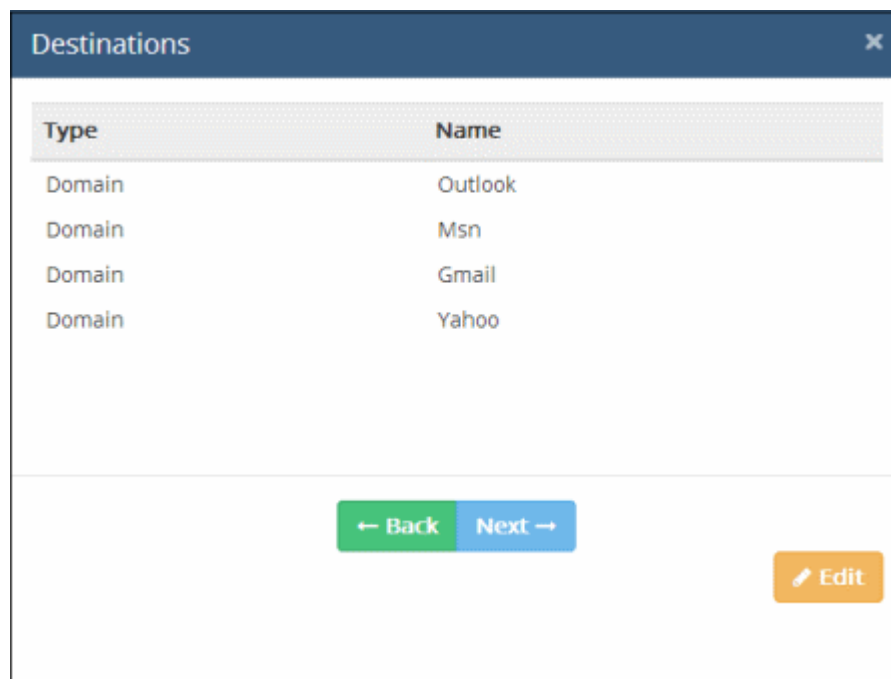 Destinations ×
Type Name
Domain Outlook
Domain Msn
Domain Gmail
Domain Yahoo
← Back Next →
Edit